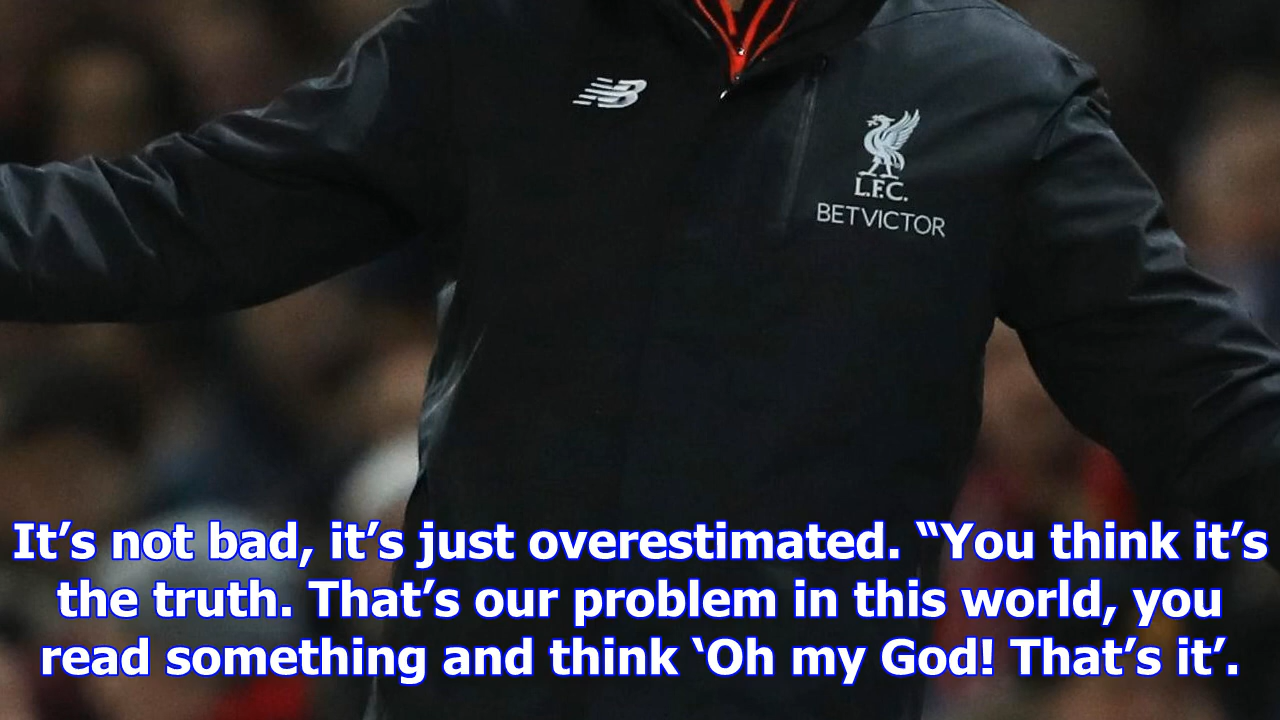 L.F.C.
BETVICTOR
It’s not bad, it’s just overestimated. “You think it’s
the truth. That’s our problem in this world, you
read something and think ‘Oh my God! That’s it’.